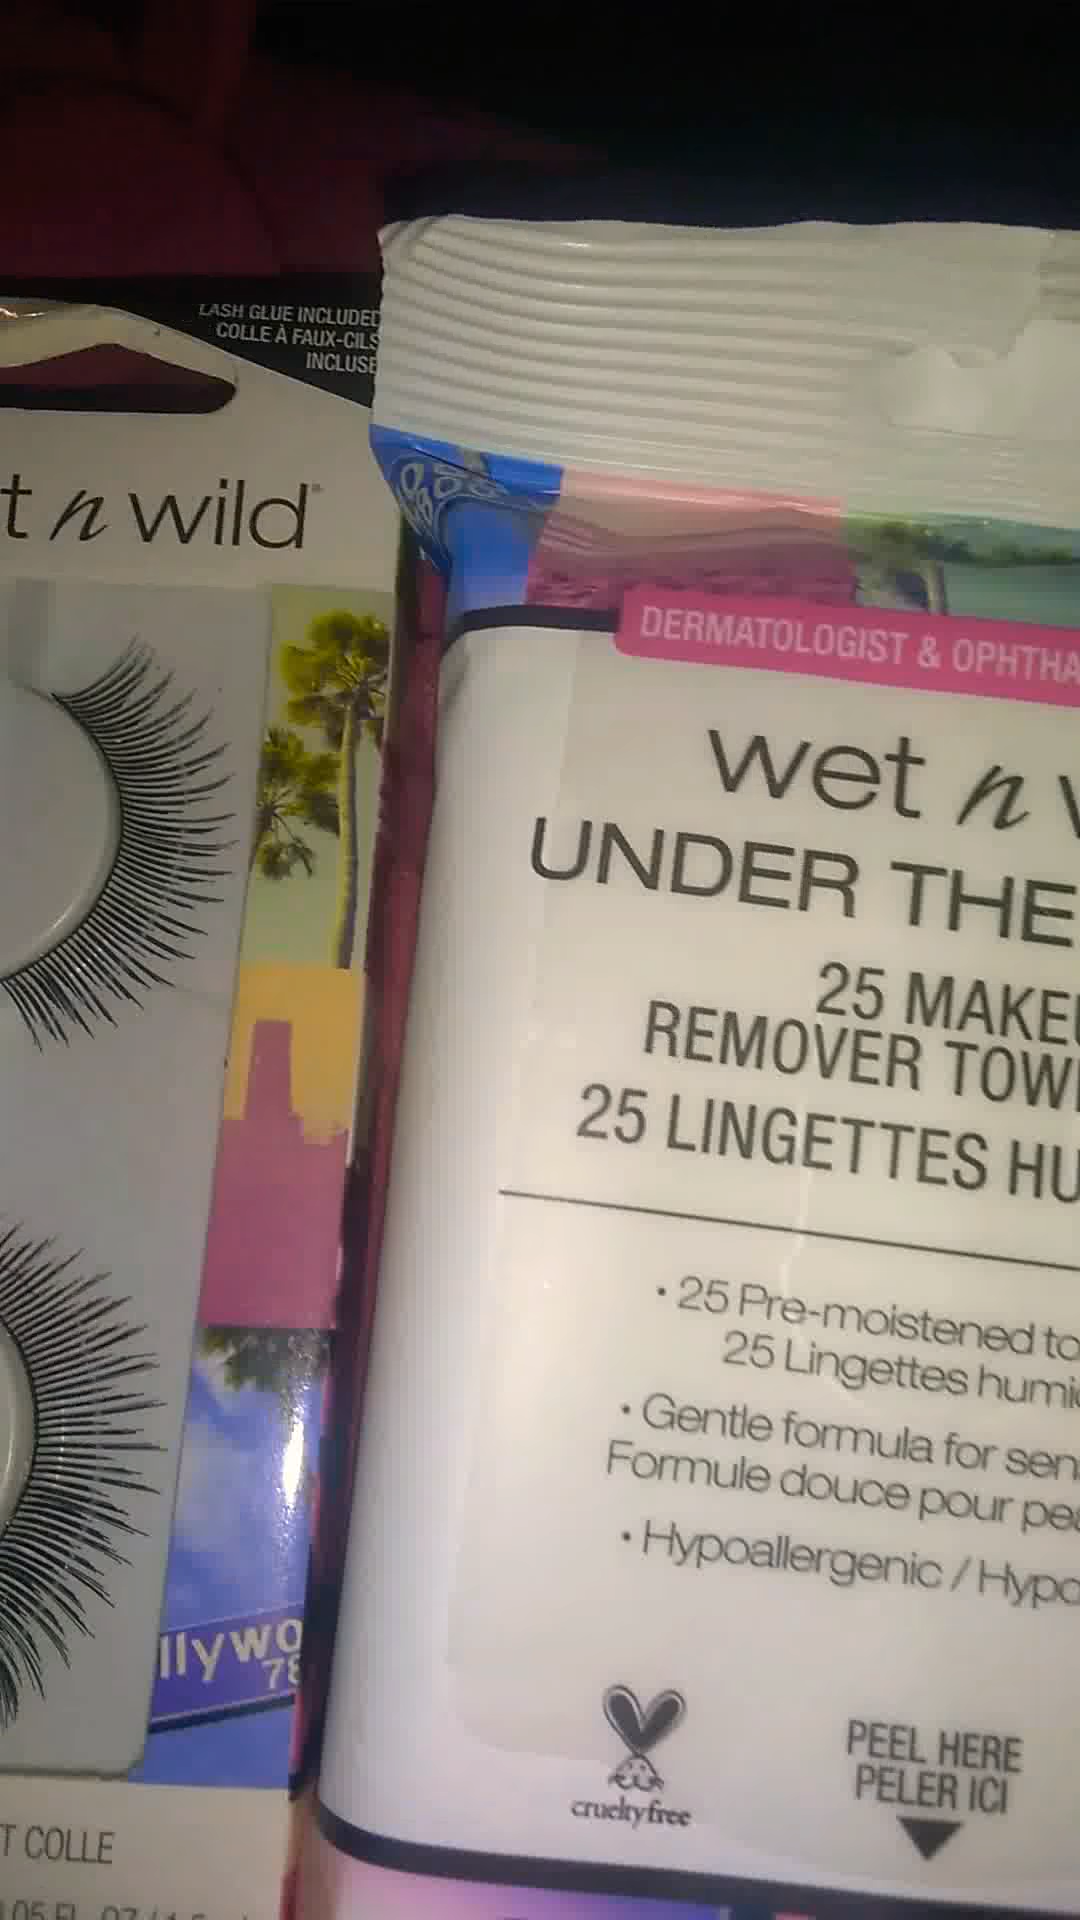 LASH GLUE INCLUDED
COLLE À FAUX-CILS
INCLUSE
t n wild
llywo
78
T COLLE
DERMATOLOGIST & OPHTHA
wet n
UNDER THE
25 MAKEU
REMOVER TOW
25 LINGETTES HU
• 25 Pre-moistened to
25 Lingettes humi
• Gentle formula for sen
Formule douce pour pea
• Hypoallergenic / Hypo
crueltyfree
PEEL HERE
PELER ICI